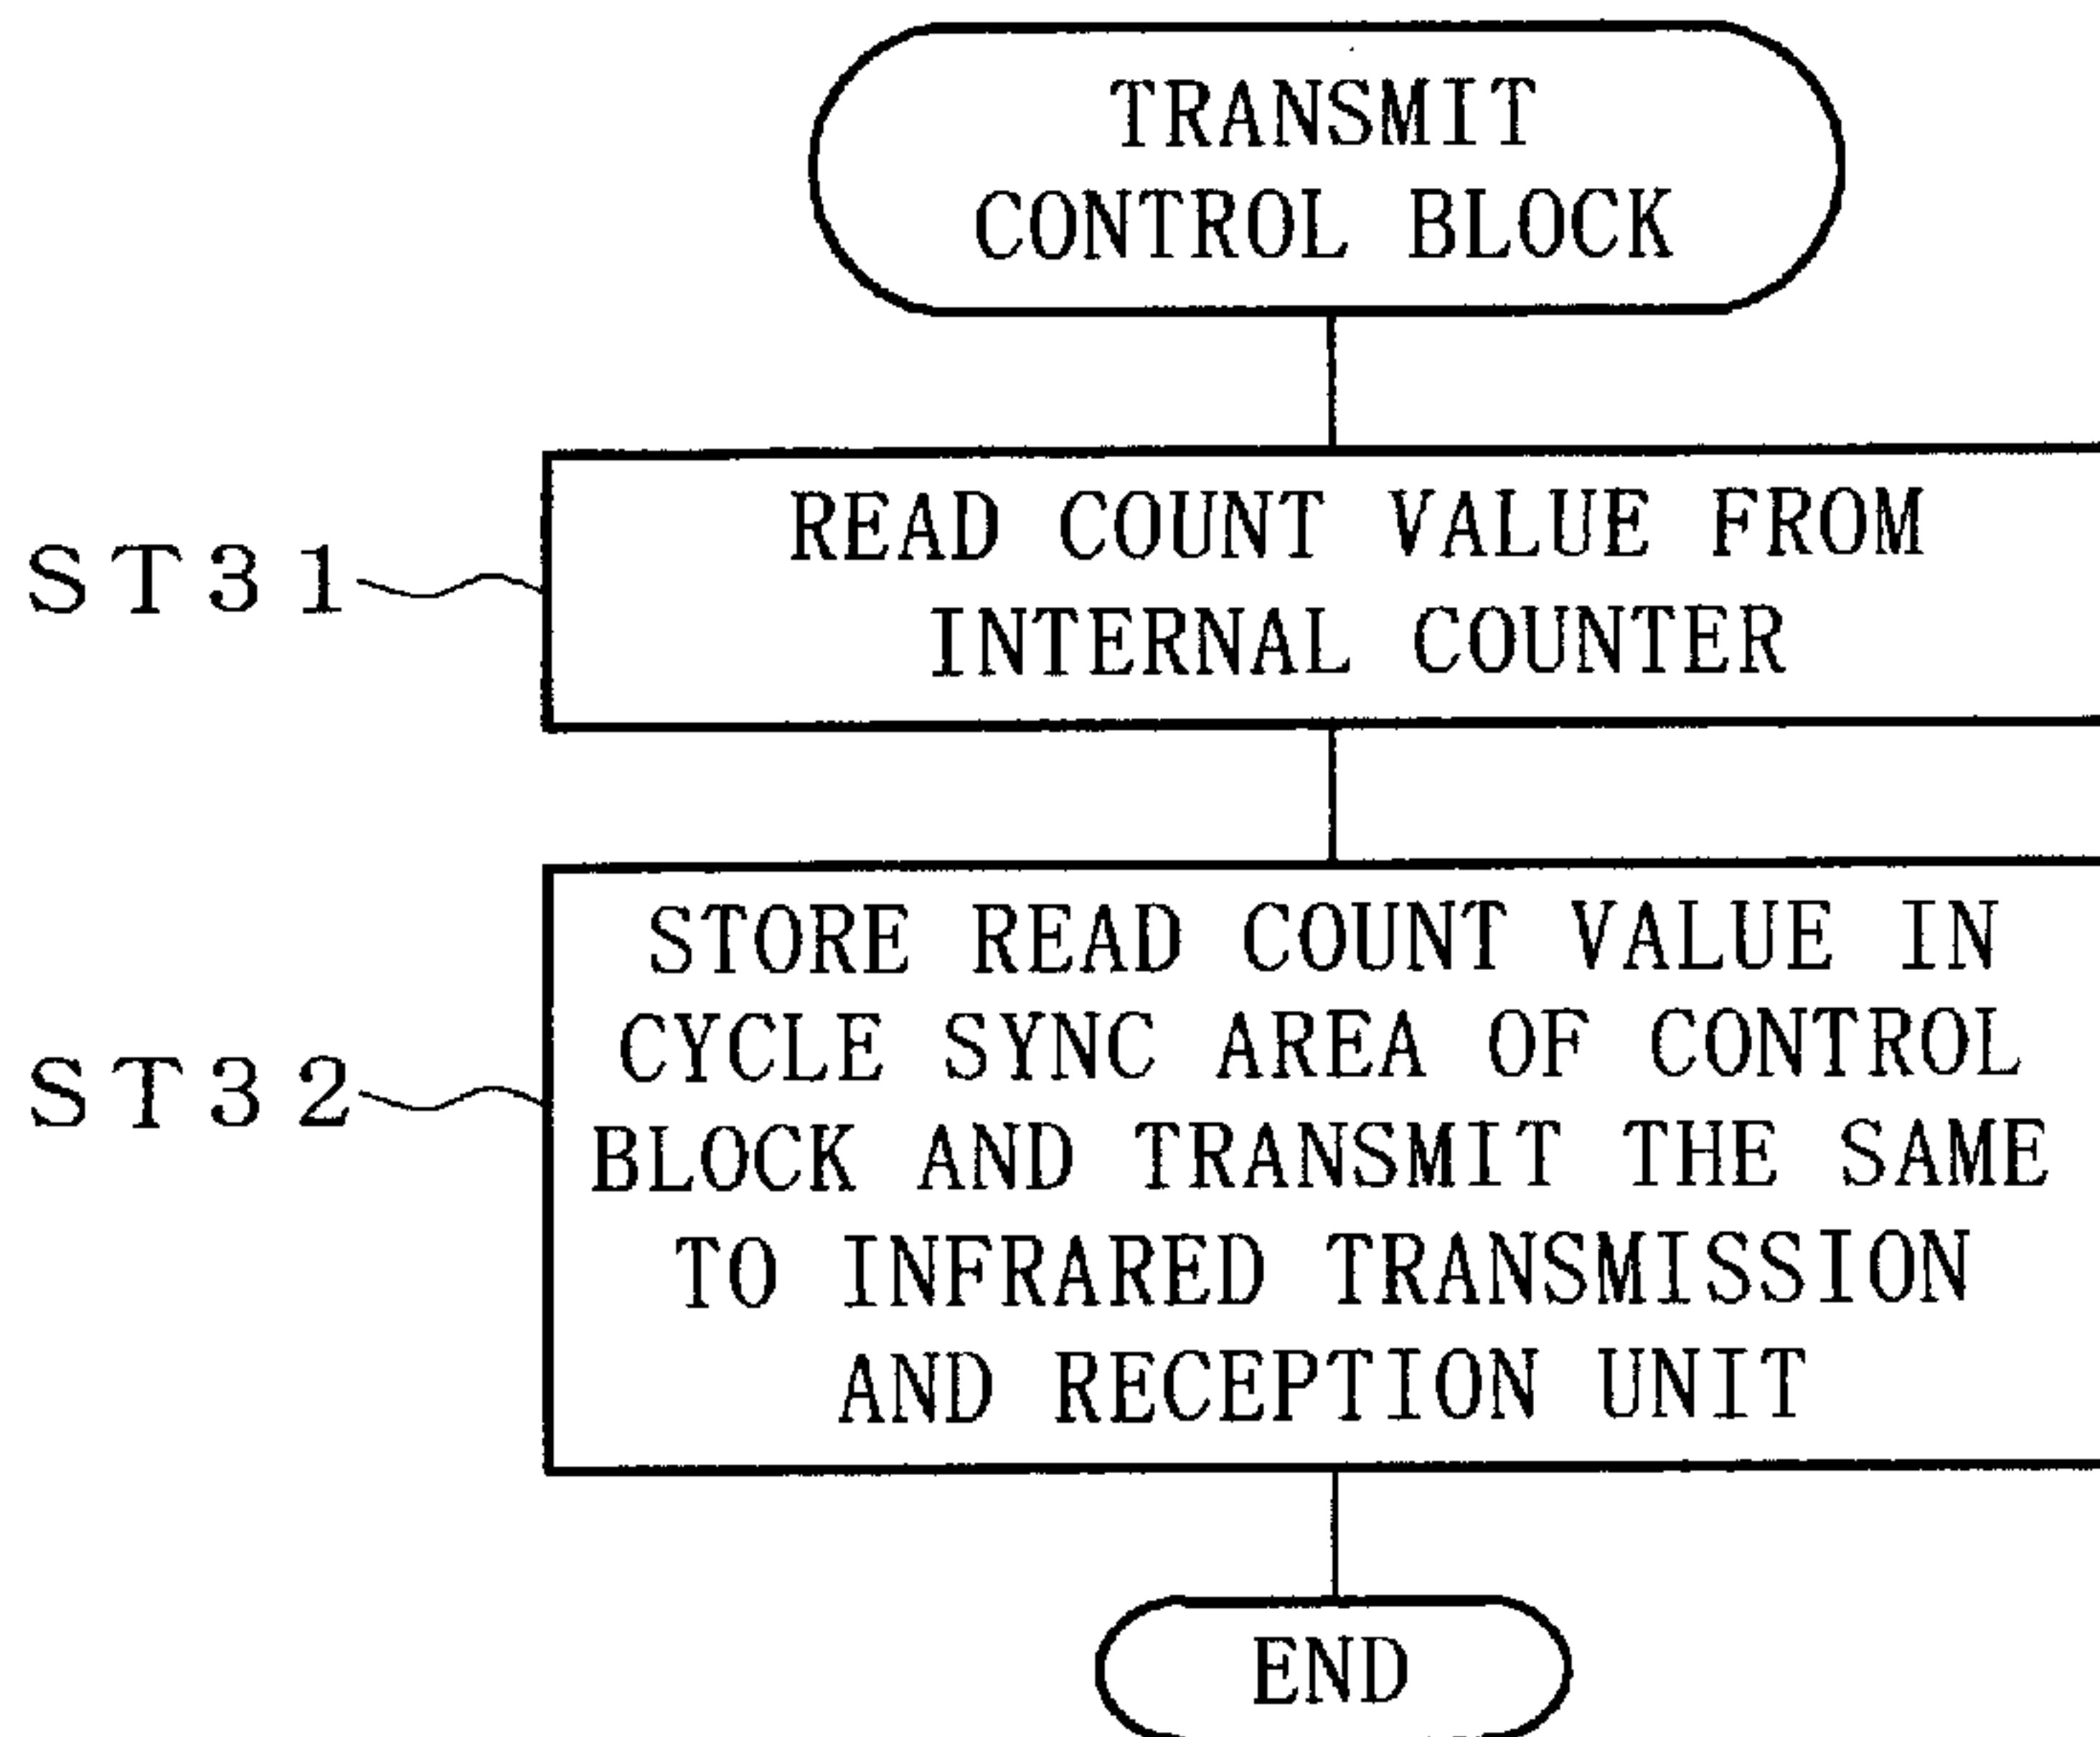 TRANSMIT
CONTROL BLOCK
READ COUNT VALUE FROM
INTERNAL COUNTER
ST31
STORE READ COUNT VALUE IN
CYCLE SYNC AREA OF CONTROL
BLOCK AND TRANSMIT THE SAME
TO INFRARED TRANSMISSION
AND RECEPTION UNIT
ST32
END